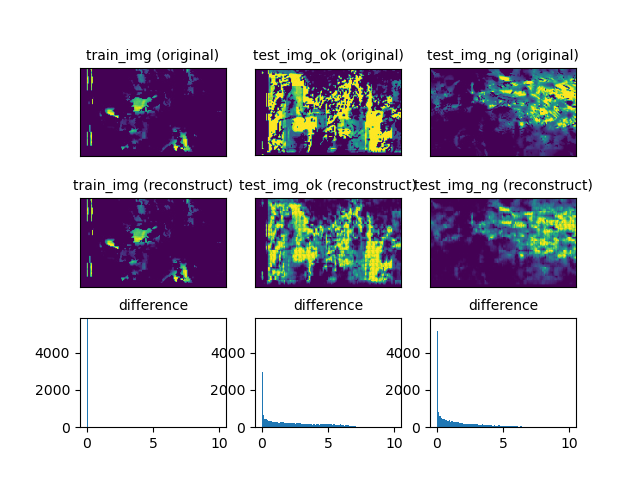 train_img (original) test_img_ok (original) test_img_ng (original)
train_img (reconstruct) test_img_ok (reconstruct) test_img_ng (reconstruct)
difference difference difference
4000 4000 4000
2000 2000 2000
0 0 0
0 5 10 0 5 10 0 5 10